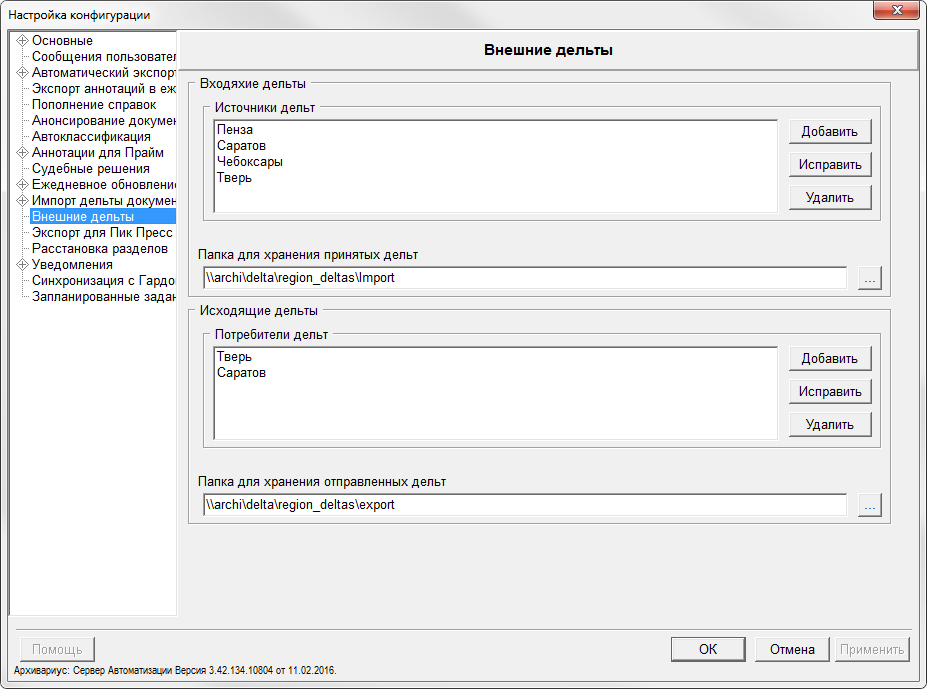 Настройка конфигурации
Основные
Сообщения пользовател
Автоматический экспорт
Экспорт аннотаций в еж
Пополнение справок
Анонсирование докумен
Автоклассификация
Аннотации для Прайм
Судебные решения
Ежедневное обновлени
Импорт дельты докумен
Внешние дельты
Экспорт для Пик Пресс
Расстановка разделов
Уведомления
Синхронизация с Гардо
Запланированные задан
Внешние дельты
Входяхие дельты
Источники дельт
Пенза
Саратов
Чебоксары
Тверь
Добавить
Исправить
Удалить
Папка для хранения принятых дельт
\\archi\delta\region_deltas\Import
...
Исходящие дельты
Потребители дельт
Тверь
Саратов
Добавить
Исправить
Удалить
Папка для хранения отправленных дельт
\\archi\delta\region_deltas\export
...
Помощь
OK
Отмена
Применить
Архивариус: Сервер Автоматизации Версия 3.42.134.10804 от 11.02.2016.